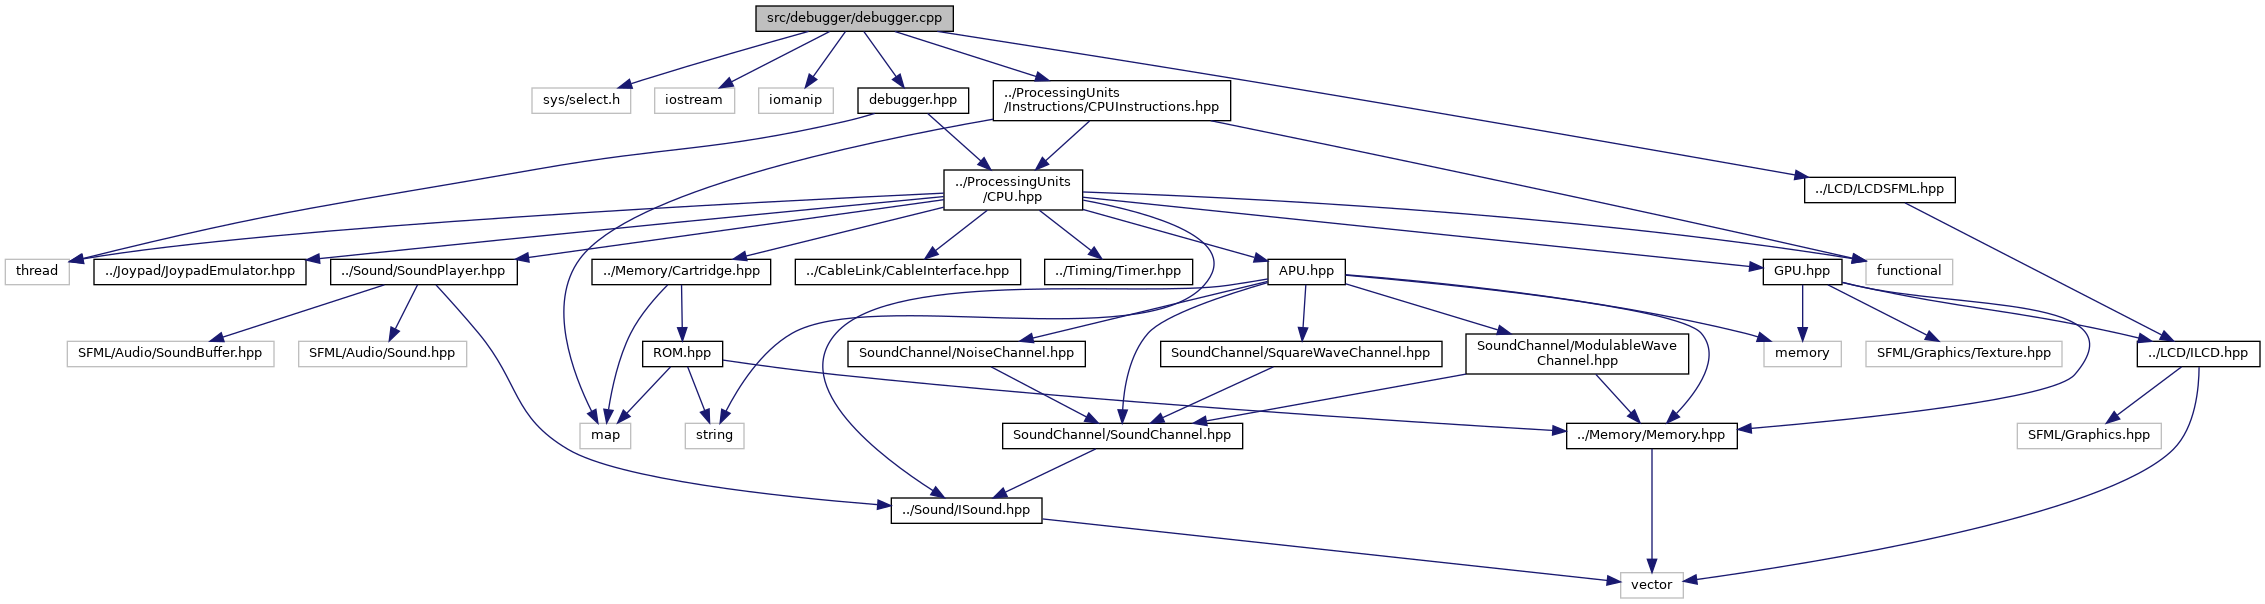 src/debugger/debugger.cpp
sys/select.h
iostream
iomanip
debugger.hpp
../ProcessingUnits
/Instructions/CPUInstructions.hpp
../ProcessingUnits
/CPU.hpp
../LCD/LCDSFML.hpp
thread
../Joypad/JoypadEmulator.hpp
../Sound/SoundPlayer.hpp
../Memory/Cartridge.hpp
../CableLink/CableInterface.hpp
../Timing/Timer.hpp
APU.hpp
GPU.hpp
functional
SFML/Audio/SoundBuffer.hpp
SFML/Audio/Sound.hpp
ROM.hpp
SoundChannel/NoiseChannel.hpp
SoundChannel/SquareWaveChannel.hpp
SoundChannel/ModulableWave
Channel.hpp
memory
SFML/Graphics/Texture.hpp
../LCD/ILCD.hpp
map
string
SoundChannel/SoundChannel.hpp
../Memory/Memory.hpp
SFML/Graphics.hpp
../Sound/ISound.hpp
vector